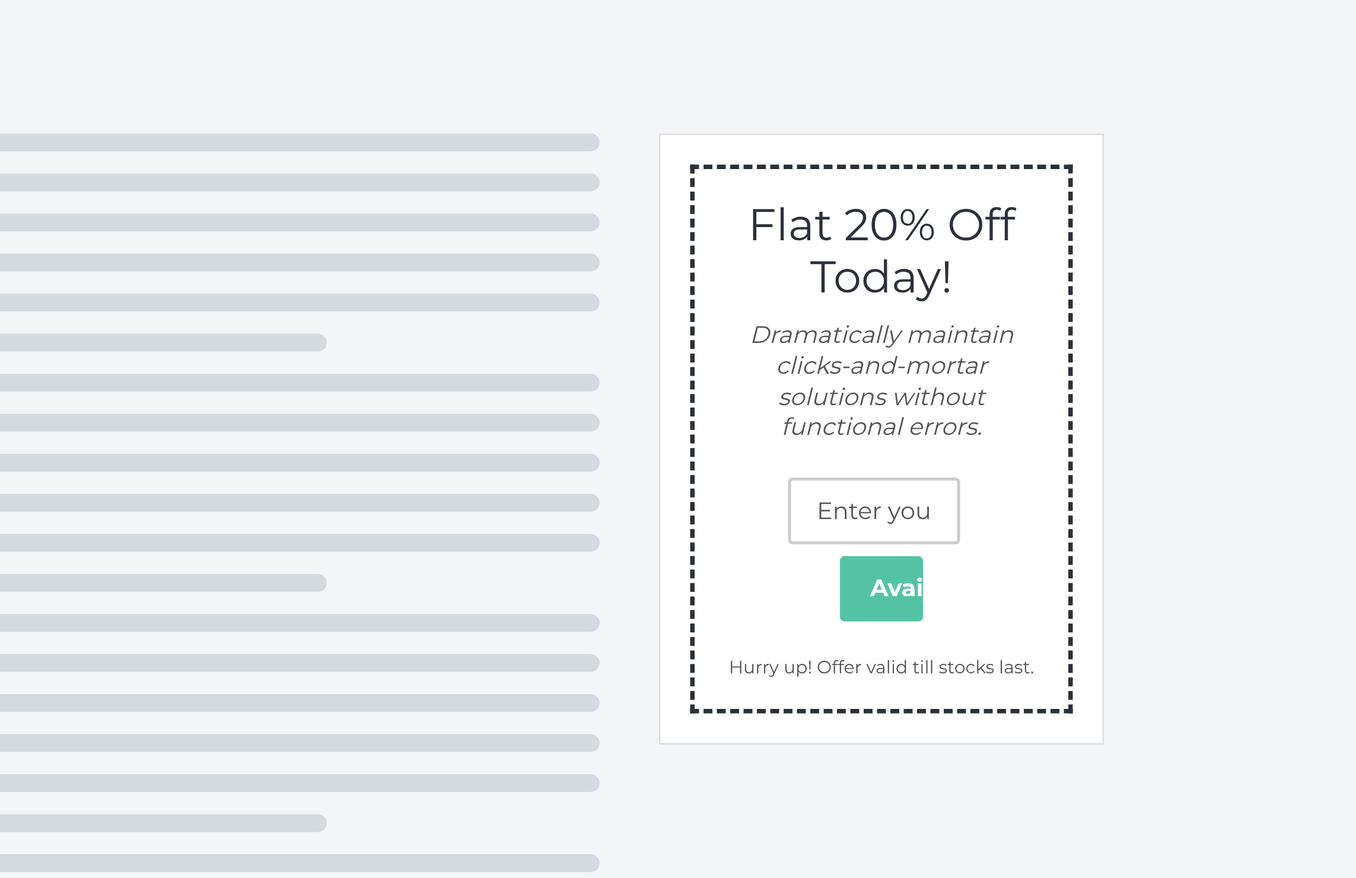 Flat 20% Off
Today!
Dramatically maintain
clicks-and-mortar
solutions without
functional errors.
Enter you
Avai
Hurry up! Offer valid till stocks last.